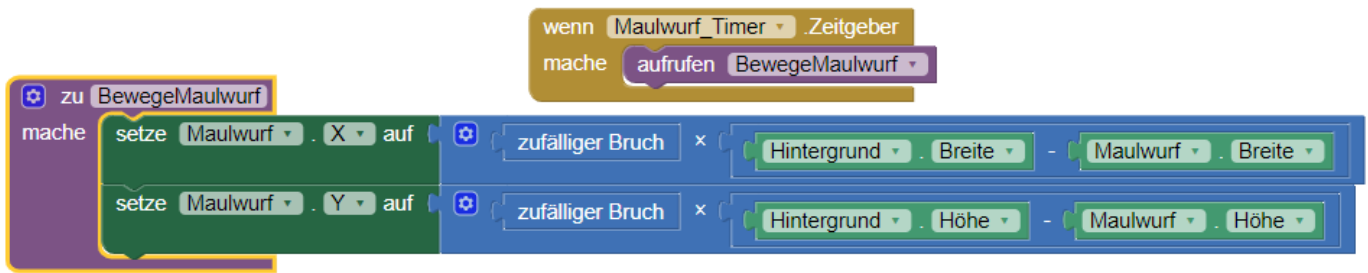 wenn Maulwurf_Timer .Zeitgeber
mache aufrufen BewegeMaulwurf
zu BewegeMaulwurf
mache setze Maulwurf . X auf zufälliger Bruch × Hintergrund . Breite - Maulwurf . Breite
setze Maulwurf . Y auf zufälliger Bruch × Hintergrund . Höhe - Maulwurf . Höhe